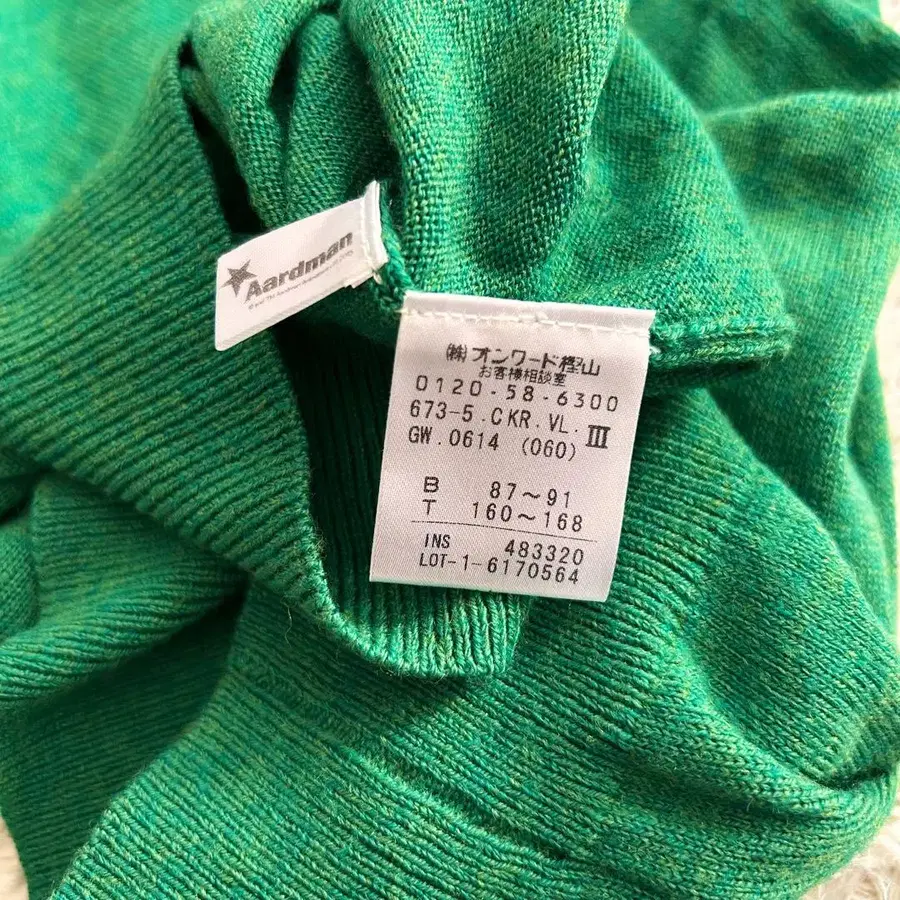 Aardman
㈱オンワード樫山
お客様相談室
0120-58-6300
673-5.CKR.VL. III
GW.0614 (060)
B 87～91
T 160～168
INS 483320
LOT-1-6170564